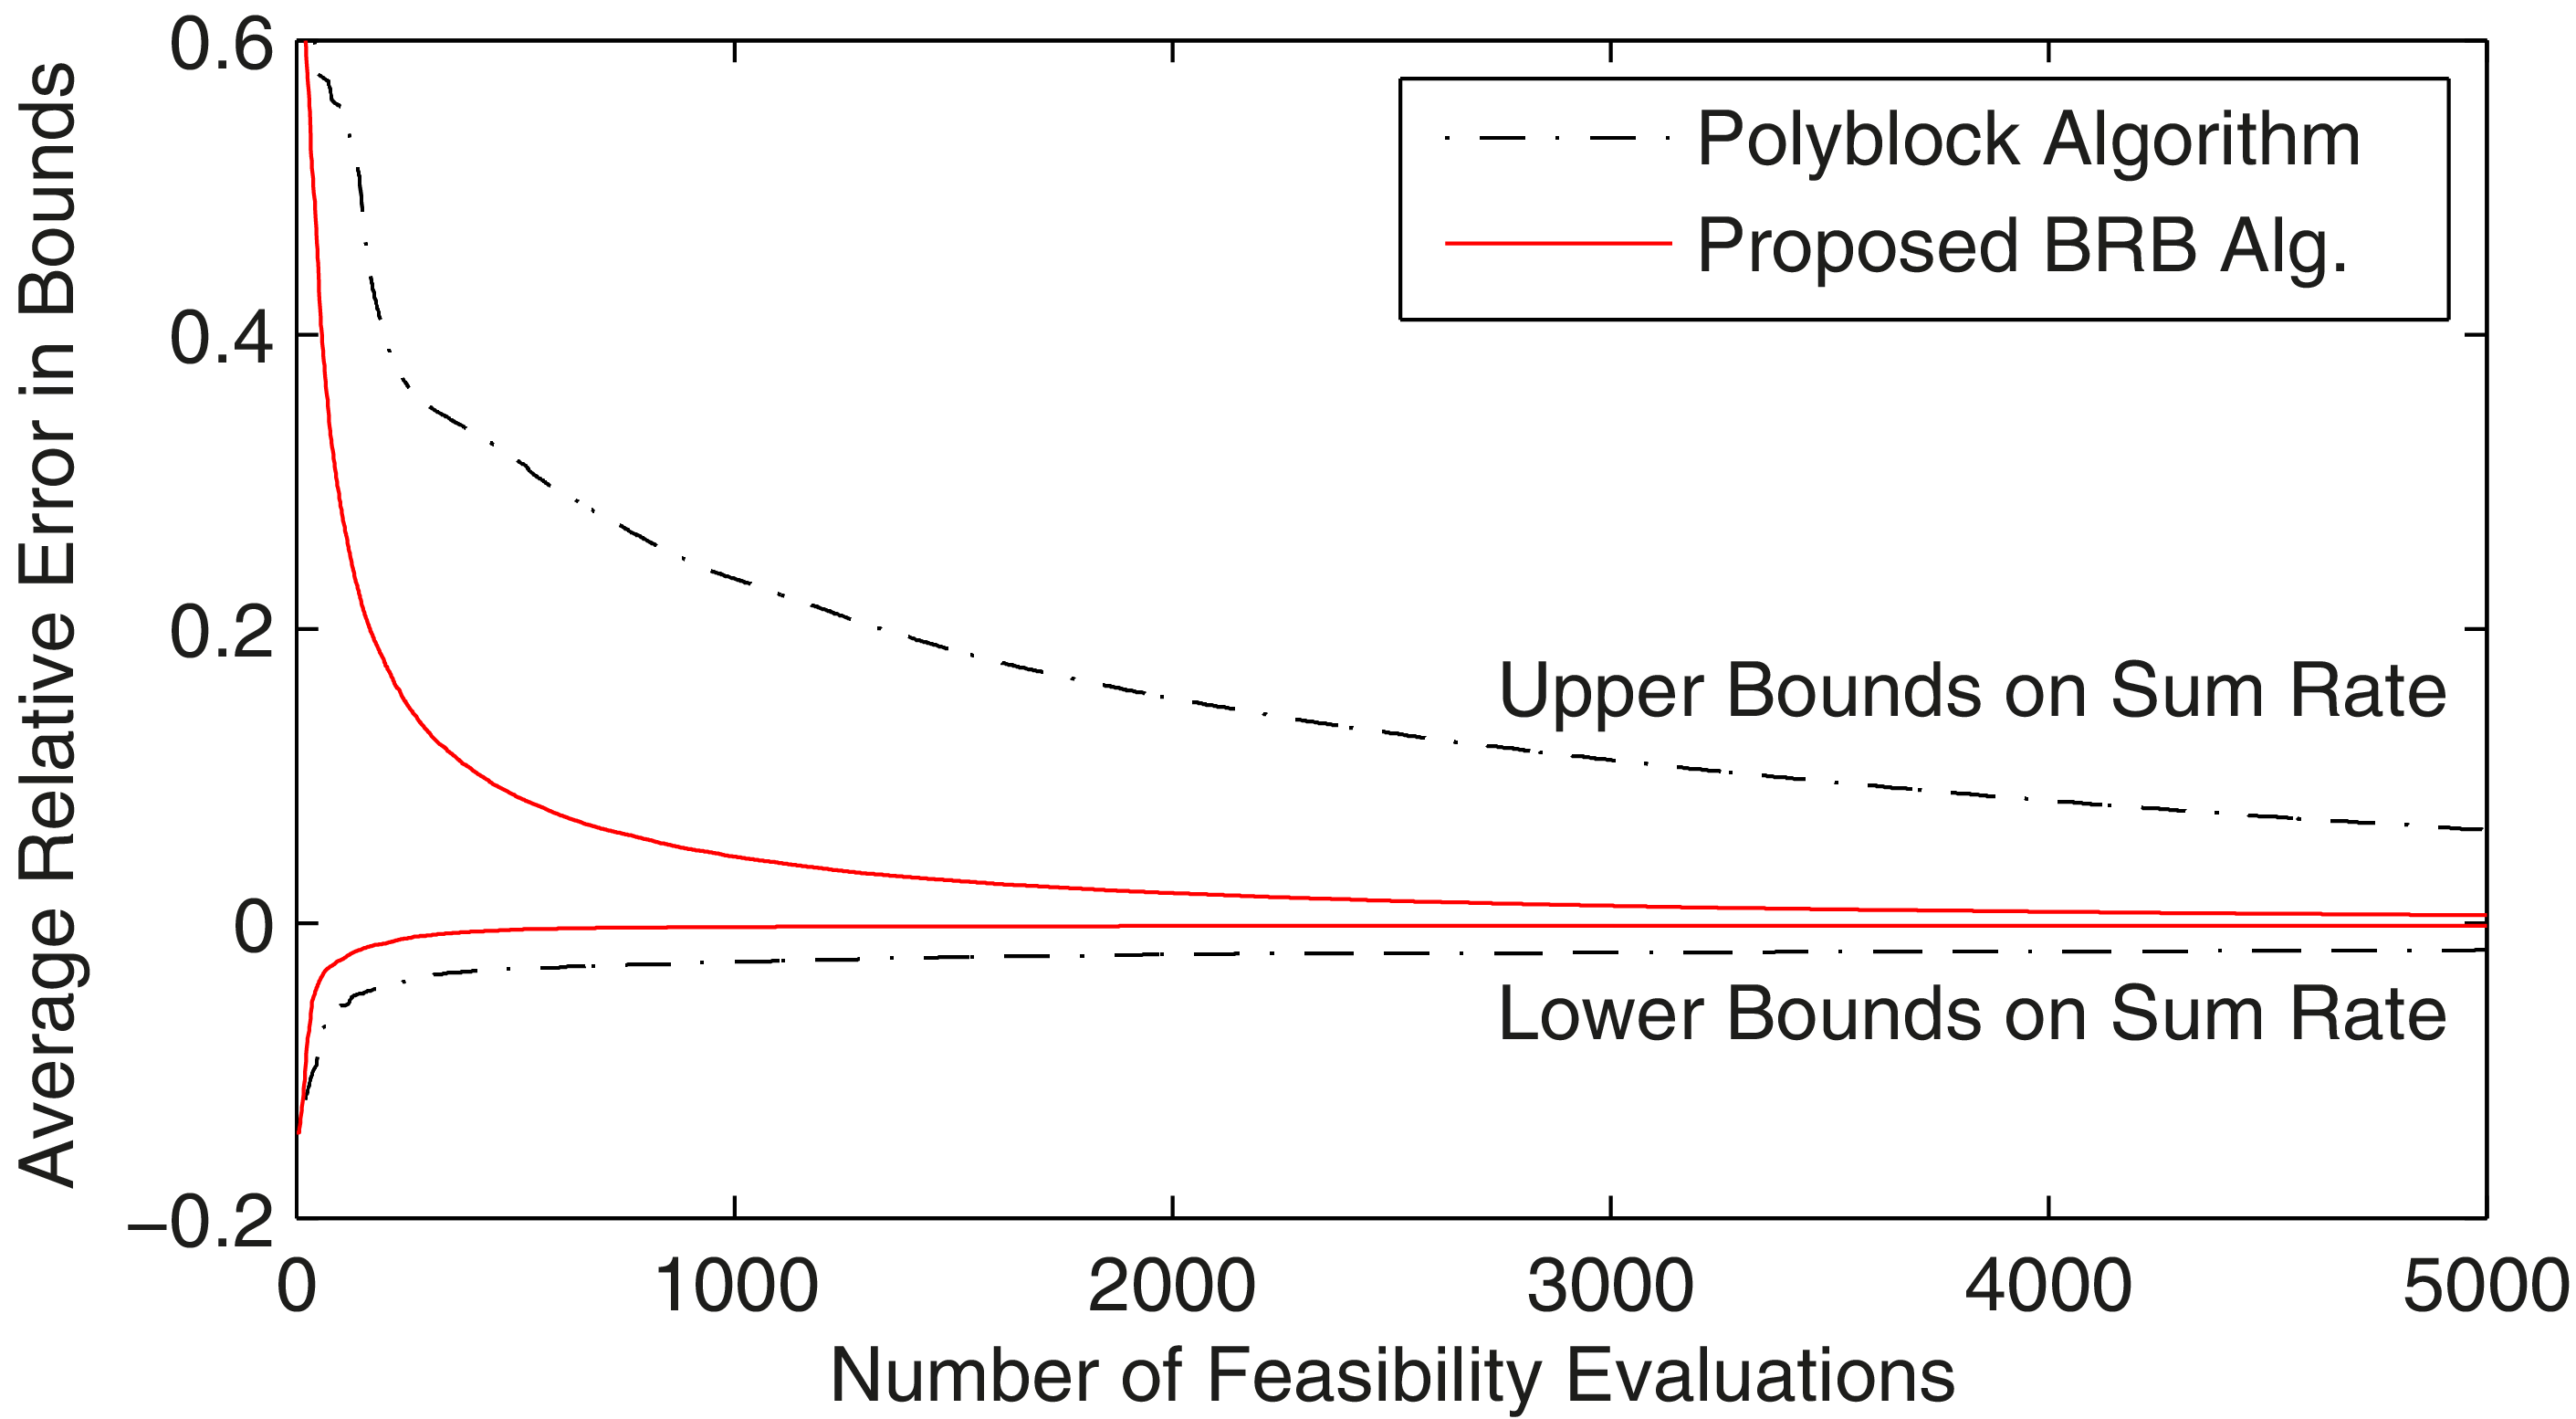 Average Relative Error in Bounds
0.6
0.4
0.2
0
−0.2
Polyblock Algorithm
Proposed BRB Alg.
Upper Bounds on Sum Rate
Lower Bounds on Sum Rate
0 1000 2000 3000 4000 5000
Number of Feasibility Evaluations